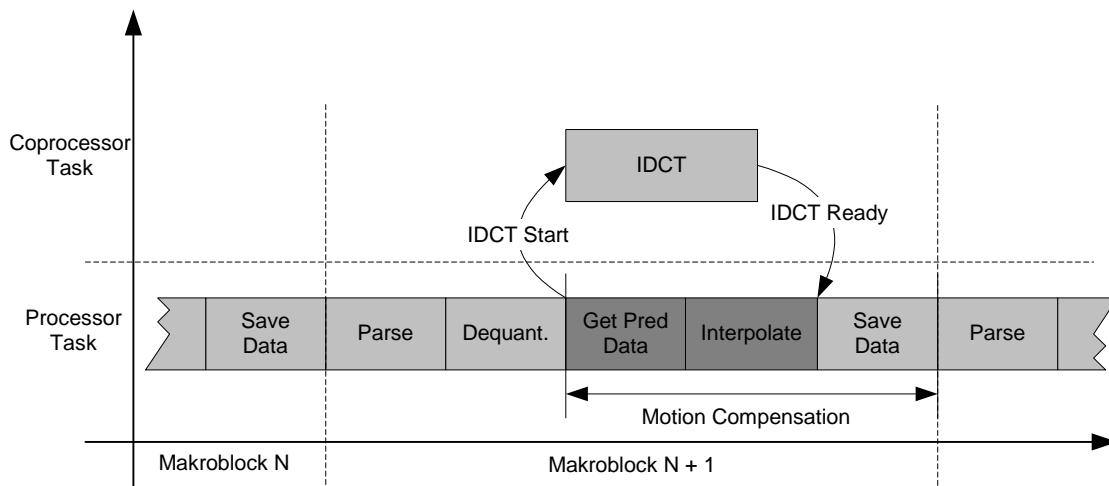 Coprocessor
Task
IDCT
IDCT Start
IDCT Ready
Processor
Task
Save
Data
Parse
Dequant.
Get Pred
Data
Interpolate
Save
Data
Parse
Motion Compensation
Makroblock N
Makroblock N + 1